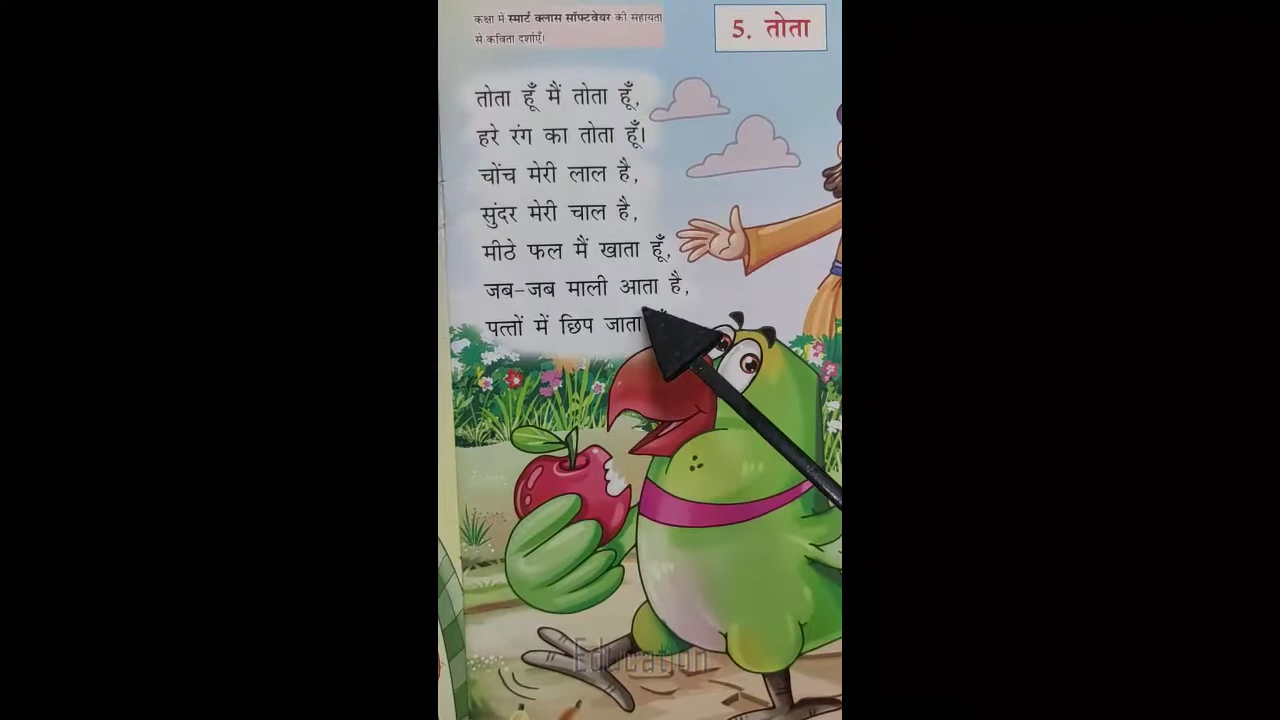 कक्षा में स्मार्ट क्लास सॉफ्टवेयर की सहायता
से कविता दर्शाएँ।
5. तोता
तोता हूँ मैं तोता हूँ,
हरे रंग का तोता हूँ।
चोंच मेरी लाल है,
सुंदर मेरी चाल है,
मीठे फल मैं खाता हूँ,
जब-जब माली आता है,
पत्तों में छिप जाता
Education